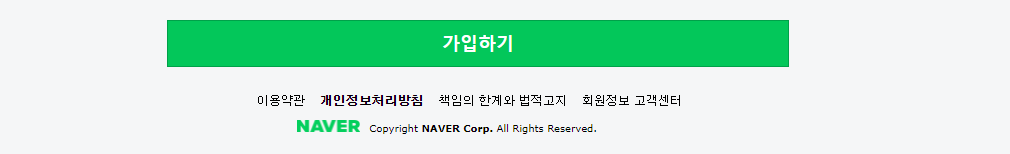 가입하기
이용약관 개인정보처리방침 책임의 한계와 법적고지 회원정보 고객센터
NAVER Copyright NAVER Corp. All Rights Reserved.